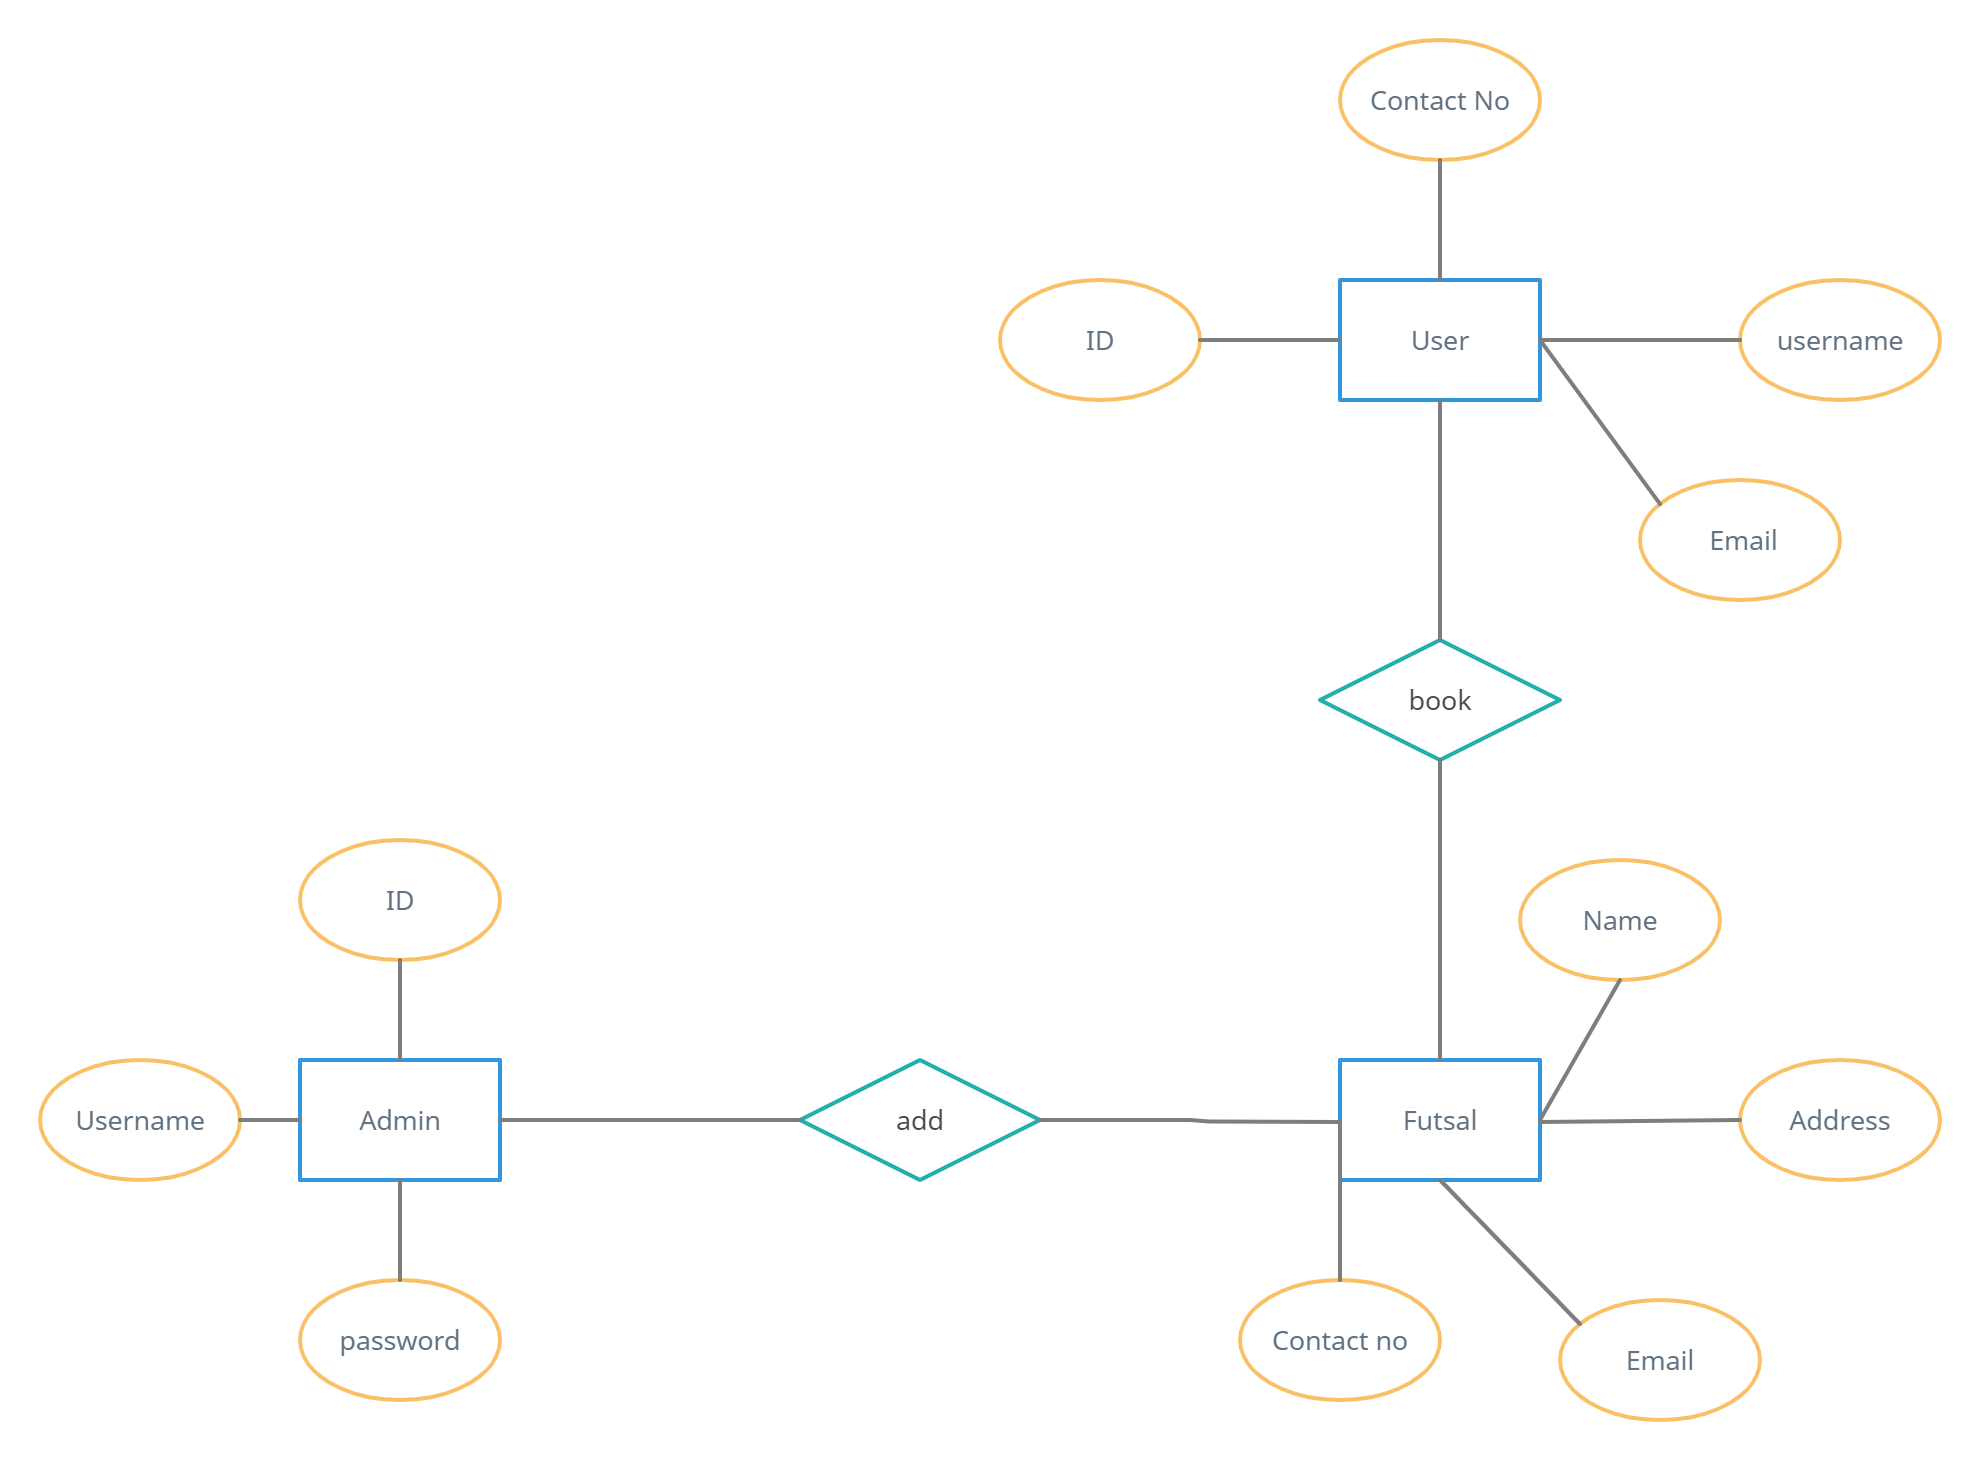 Contact No
ID
User
username
Email
book
ID
Name
Username
Admin
add
Futsal
Address
password
Contact no
Email